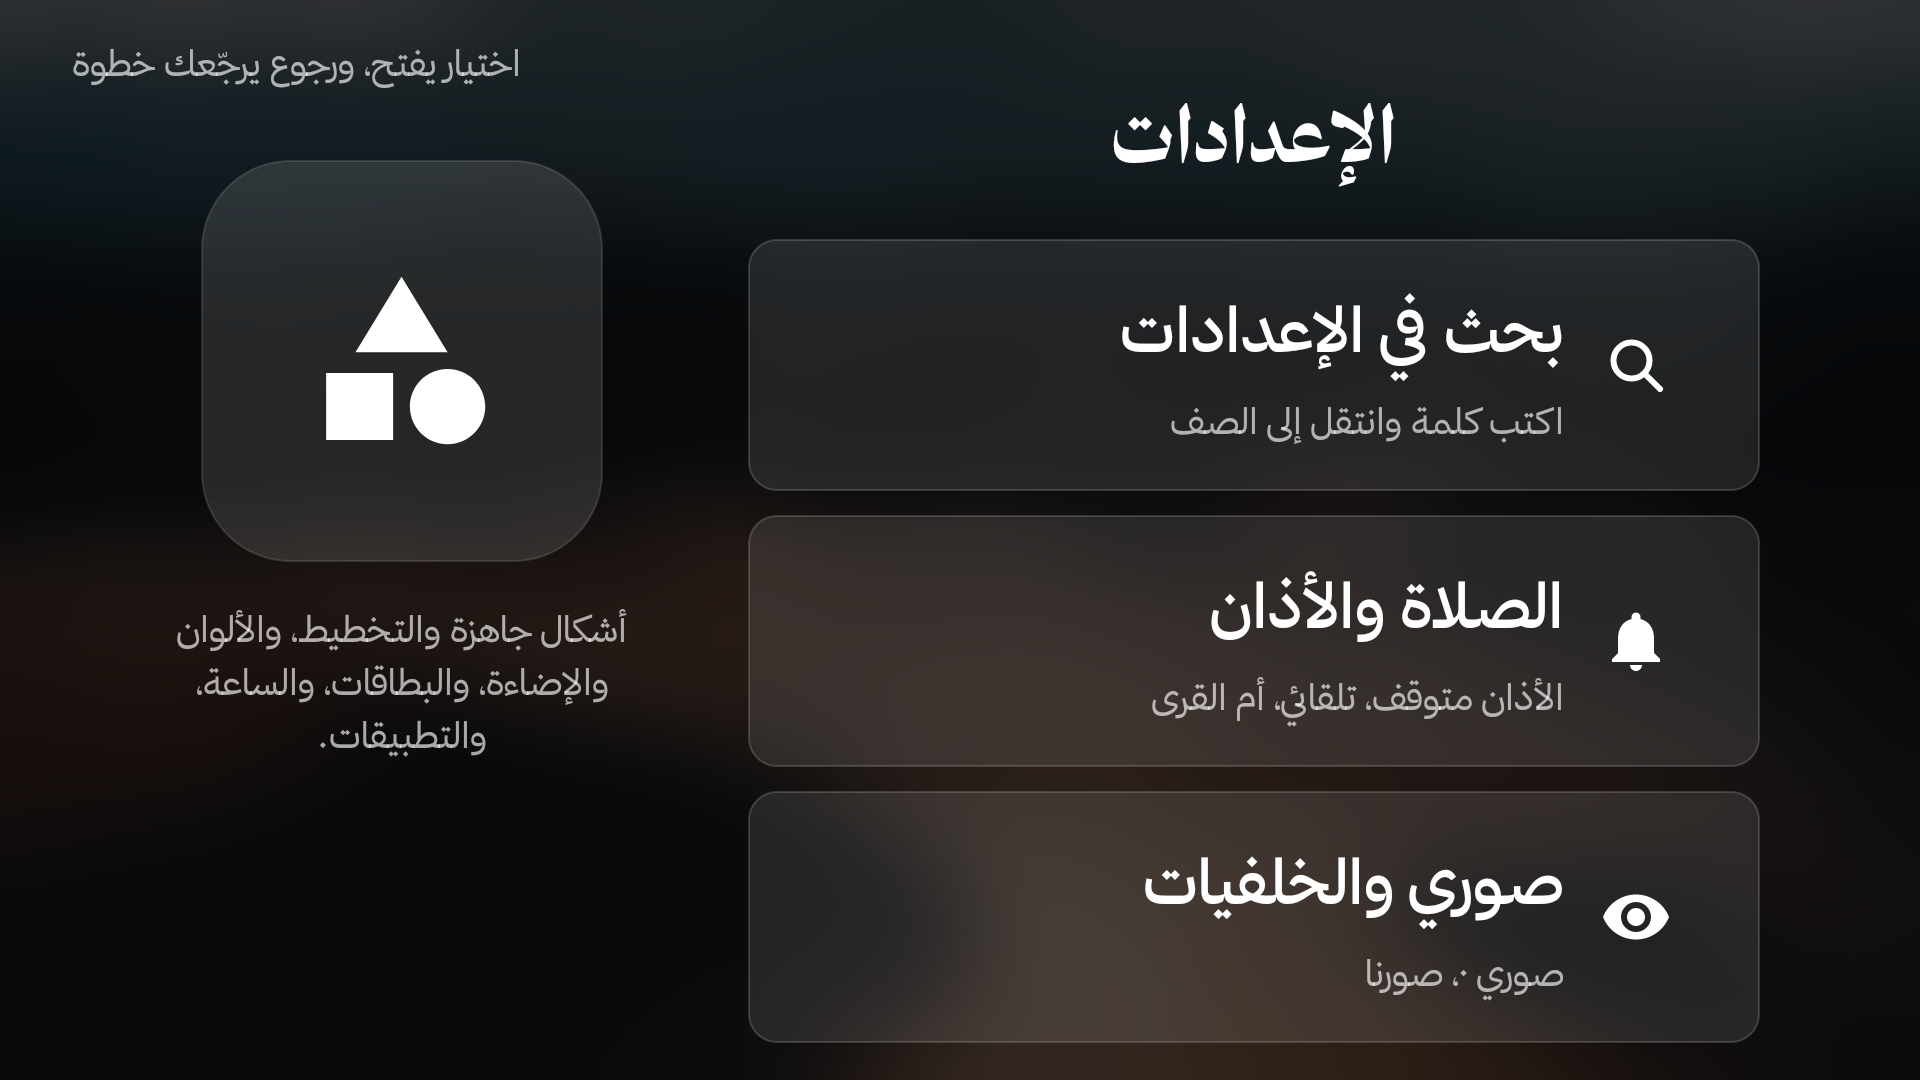 اختيار يفتح، ورجوع يرجّعك خطوة
الإعدادات
بحث في الإعدادات
اكتب كلمة وانتقل إلى الصف
الصلاة والأذان
الأذان متوقف، تلقائي، أم القرى
صوري والخلفيات
صوري ٠، صورنا
أشكال جاهزة والتخطيط، والألوان
والإضاءة، والبطاقات، والساعة،
والتطبيقات.